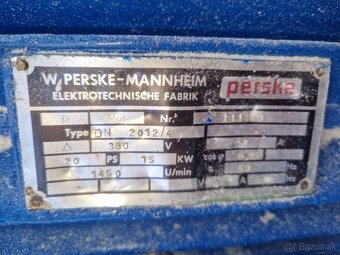 W. PERSKE-MANNHEIM perske
ELEKTROTECHNISCHE FABRIK
D Motor Nr.
Type DN 2012/4
△ 380 V
20 PS 15 KW cos φ
1450 U/min
bazos.sk